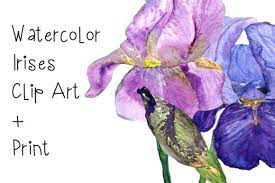 Watercolor
Irises
Clip Art
+
Print